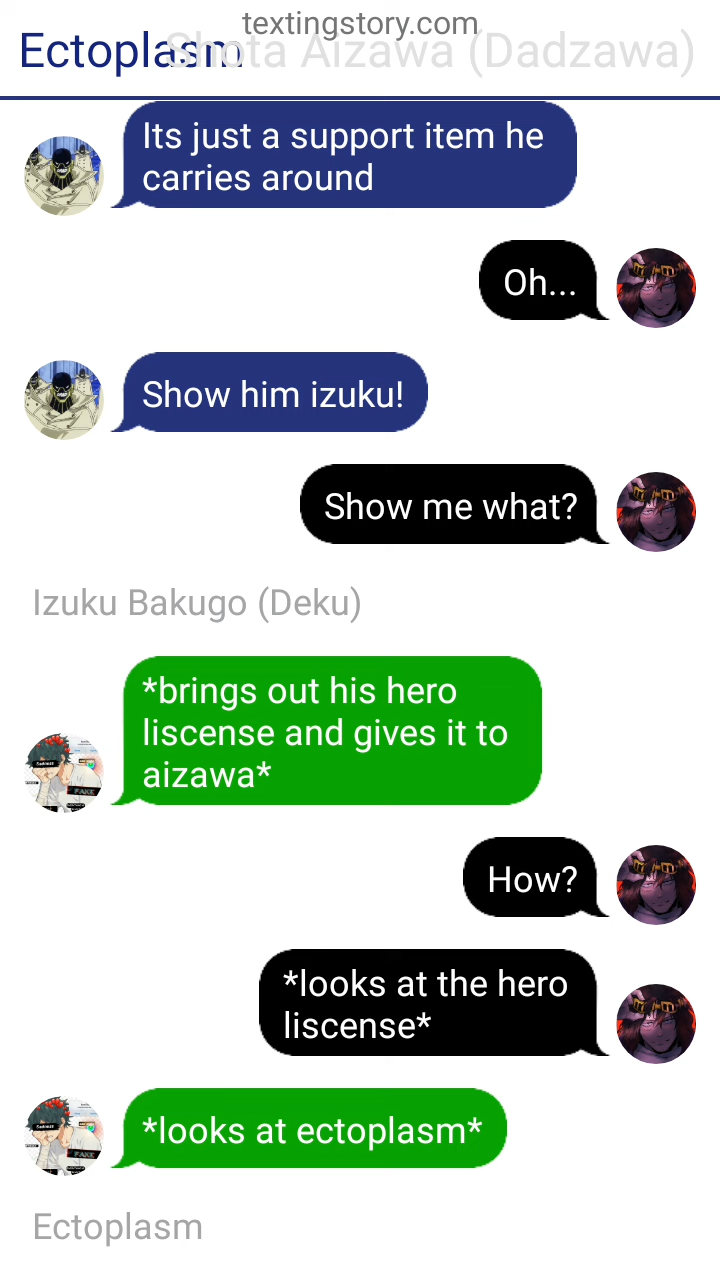 textingstory.com
Ectoplasm
Shota Aizawa (Dadzawa)
Its just a support item he
carries around
Oh...
Show him izuku!
Show me what?
Izuku Bakugo (Deku)
*brings out his hero
liscense and gives it to
aizawa*
How?
*looks at the hero
liscense*
*looks at ectoplasm*
Ectoplasm